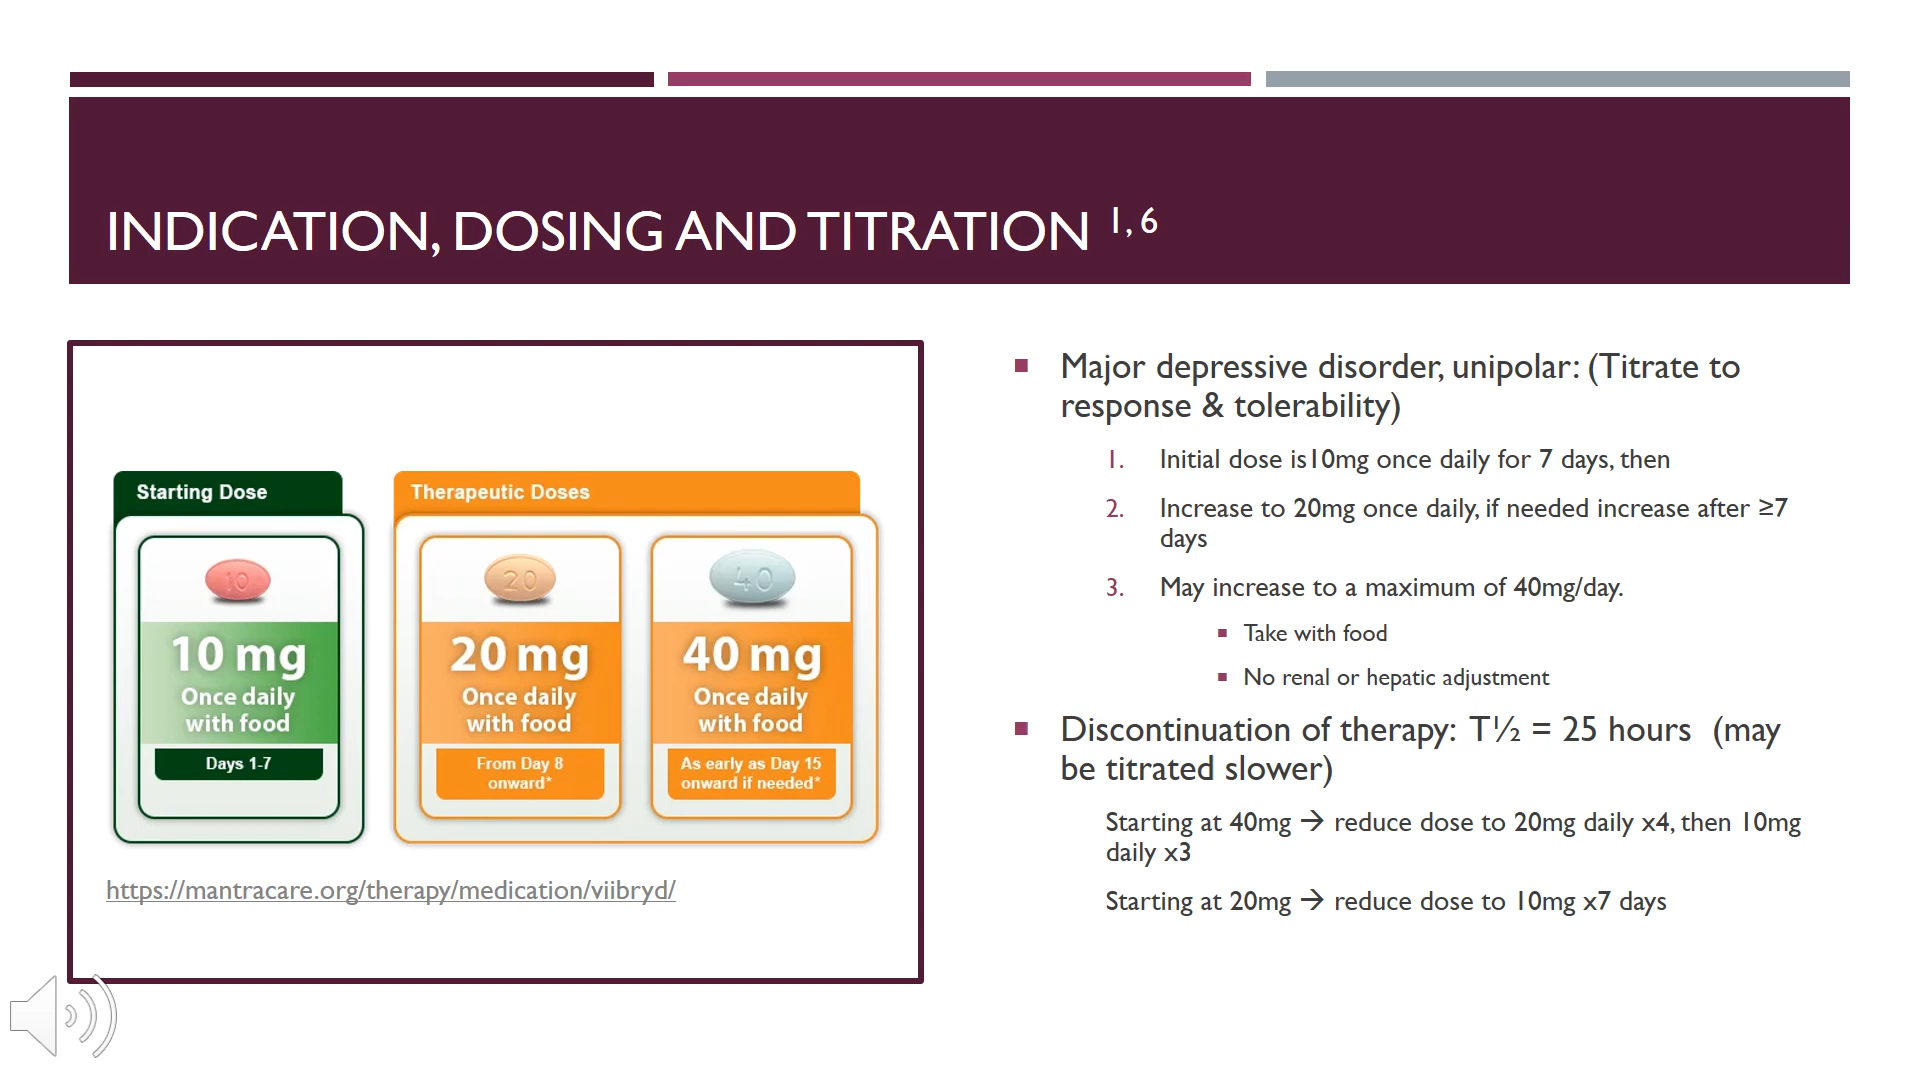 INDICATION, DOSING AND TITRATION 1, 6
Starting Dose
10
10 mg
Once daily
with food
Days 1-7
Therapeutic Doses
20
20 mg
Once daily
with food
From Day 8
onward*
40
40 mg
Once daily
with food
As early as Day 15
onward if needed*
https://mantracare.org/therapy/medication/viibryd/
Major depressive disorder, unipolar: (Titrate to
response & tolerability)
1. Initial dose is10mg once daily for 7 days, then
2. Increase to 20mg once daily, if needed increase after ≥7
days
3. May increase to a maximum of 40mg/day.
Take with food
No renal or hepatic adjustment
Discontinuation of therapy: T½ = 25 hours (may
be titrated slower)
Starting at 40mg → reduce dose to 20mg daily x4, then 10mg
daily x3
Starting at 20mg → reduce dose to 10mg x7 days